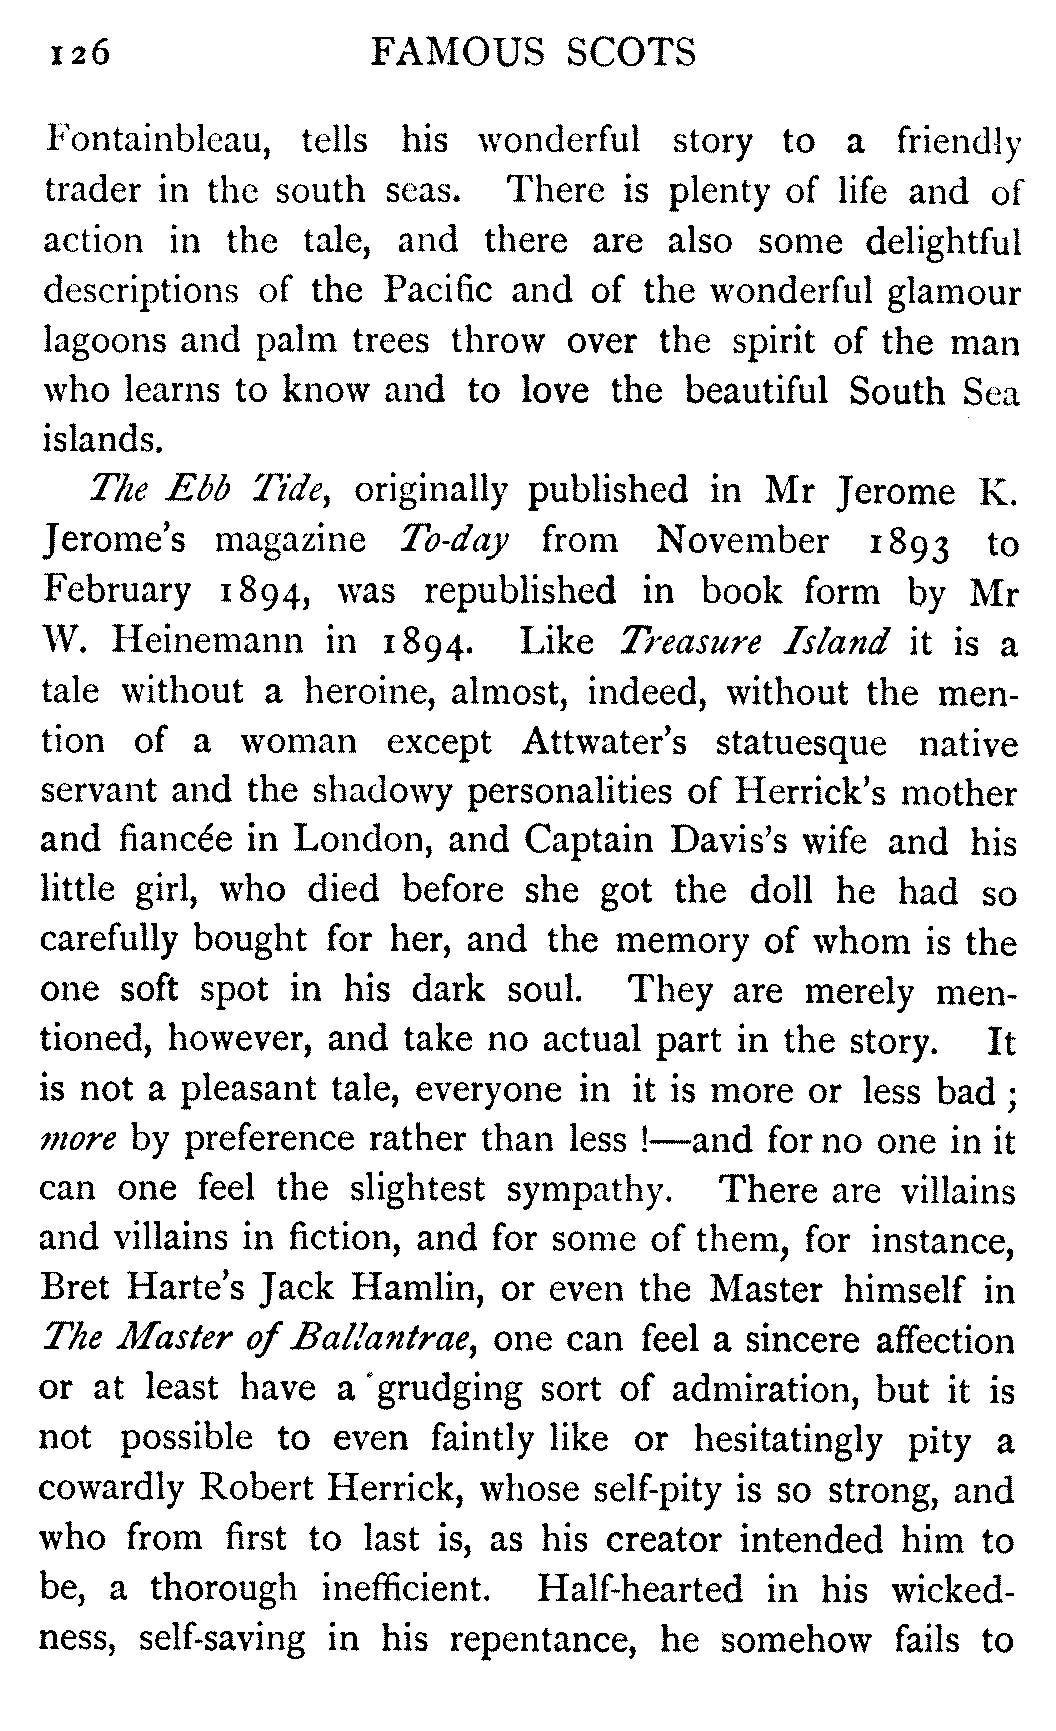 126 FAMOUS SCOTS
Fontainbleau, tells his wonderful story to a friendly
trader in the south seas. There is plenty of life and of
action in the tale, and there are also some delightful
descriptions of the Pacific and of the wonderful glamour
lagoons and palm trees throw over the spirit of the man
who learns to know and to love the beautiful South Sea
islands.
The Ebb Tide, originally published in Mr Jerome K.
Jerome's magazine To-day from November 1893 to
February 1894, was republished in book form by Mr
W. Heinemann in 1894. Like Treasure Island it is a
tale without a heroine, almost, indeed, without the men-
tion of a woman except Attwater's statuesque native
servant and the shadowy personalities of Herrick's mother
and fiancée in London, and Captain Davis's wife and his
little girl, who died before she got the doll he had so
carefully bought for her, and the memory of whom is the
one soft spot in his dark soul. They are merely men-
tioned, however, and take no actual part in the story. It
is not a pleasant tale, everyone in it is more or less bad ;
more by preference rather than less !—and for no one in it
can one feel the slightest sympathy. There are villains
and villains in fiction, and for some of them, for instance,
Bret Harte's Jack Hamlin, or even the Master himself in
The Master of Ballantrae, one can feel a sincere affection
or at least have a grudging sort of admiration, but it is
not possible to even faintly like or hesitatingly pity a
cowardly Robert Herrick, whose self-pity is so strong, and
who from first to last is, as his creator intended him to
be, a thorough inefficient. Half-hearted in his wicked-
ness, self-saving in his repentance, he somehow fails to